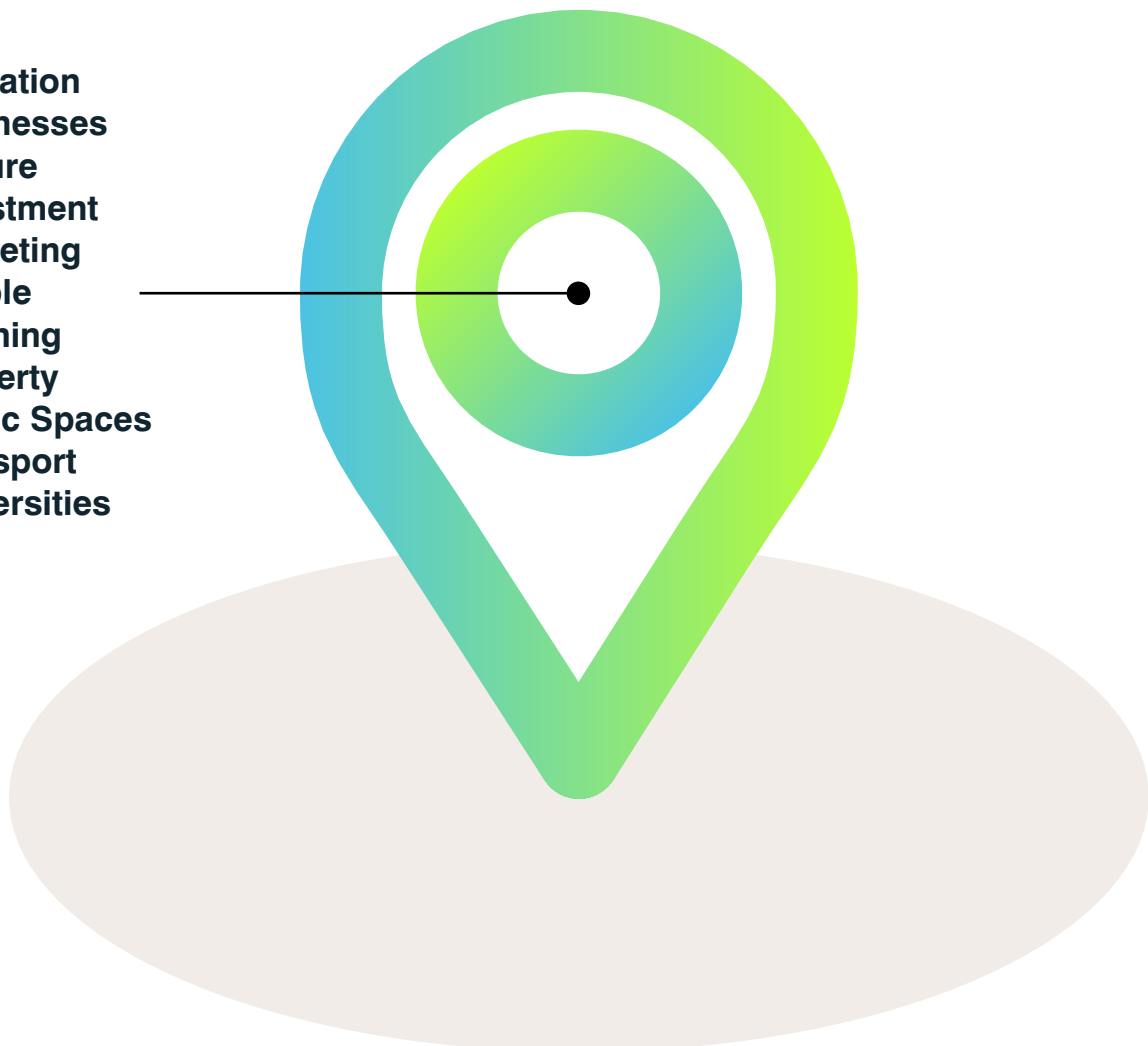 ation
nesses
ure
stment
eting
ple
ning
erty
c Spaces
sport
ersities